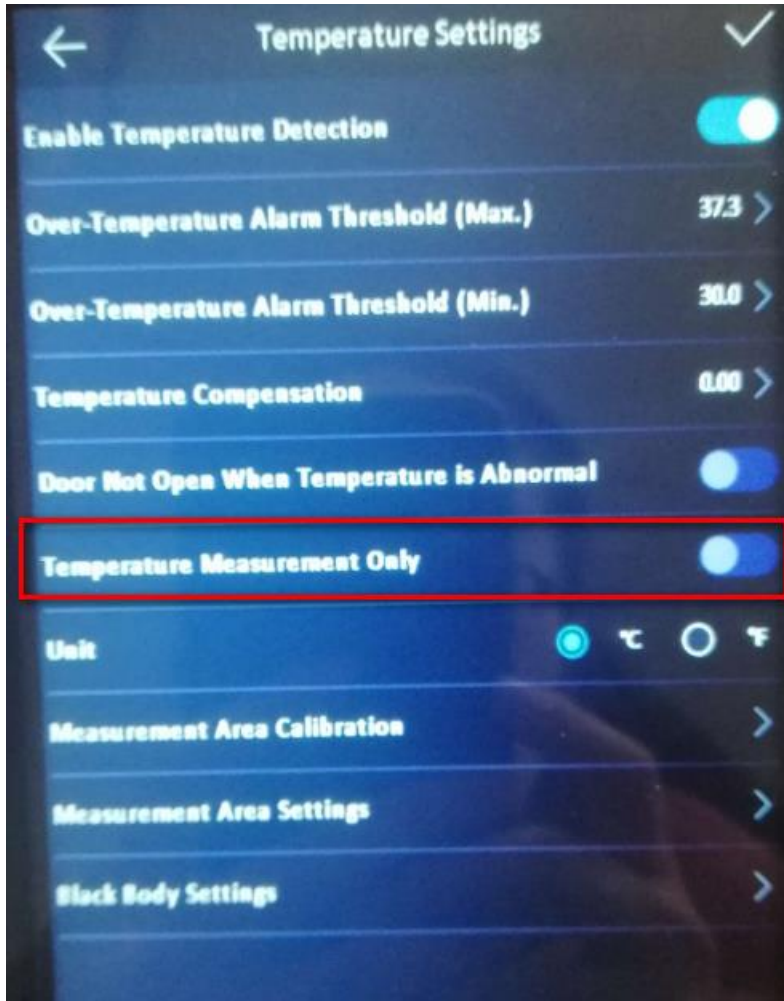 Temperature Settings
Enable Temperature Detection
Over-Temperature Alarm Threshold (Max.) 37.3
Over-Temperature Alarm Threshold (Min.) 30.0
Temperature Compensation 0.00
Door Not Open When Temperature is Abnormal
Temperature Measurement Only
Unit °C °F
Measurement Area Calibration
Measurement Area Settings
Black Body Settings